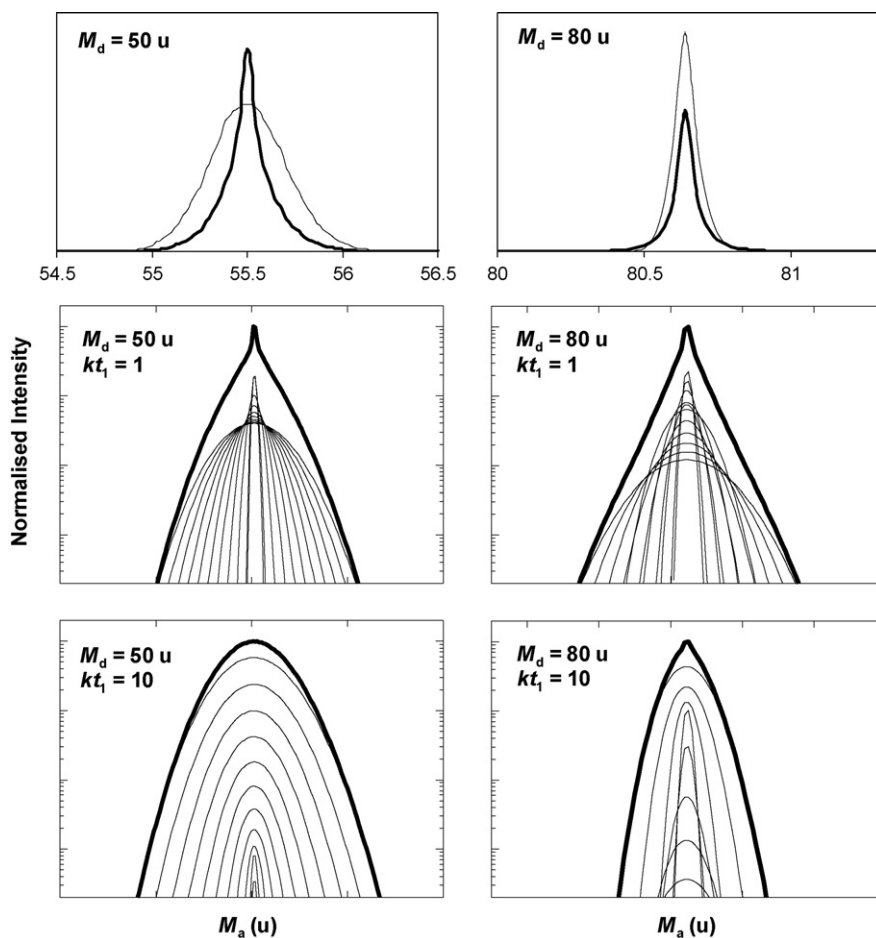 M_d = 50 u
M_d = 80 u
54.5 55 55.5 56 56.5
80 80.5 81
M_d = 50 u
kt_1 = 1
M_d = 80 u
kt_1 = 1
Normalised Intensity
M_d = 50 u
kt_1 = 10
M_d = 80 u
kt_1 = 10
M_a (u)
M_a (u)